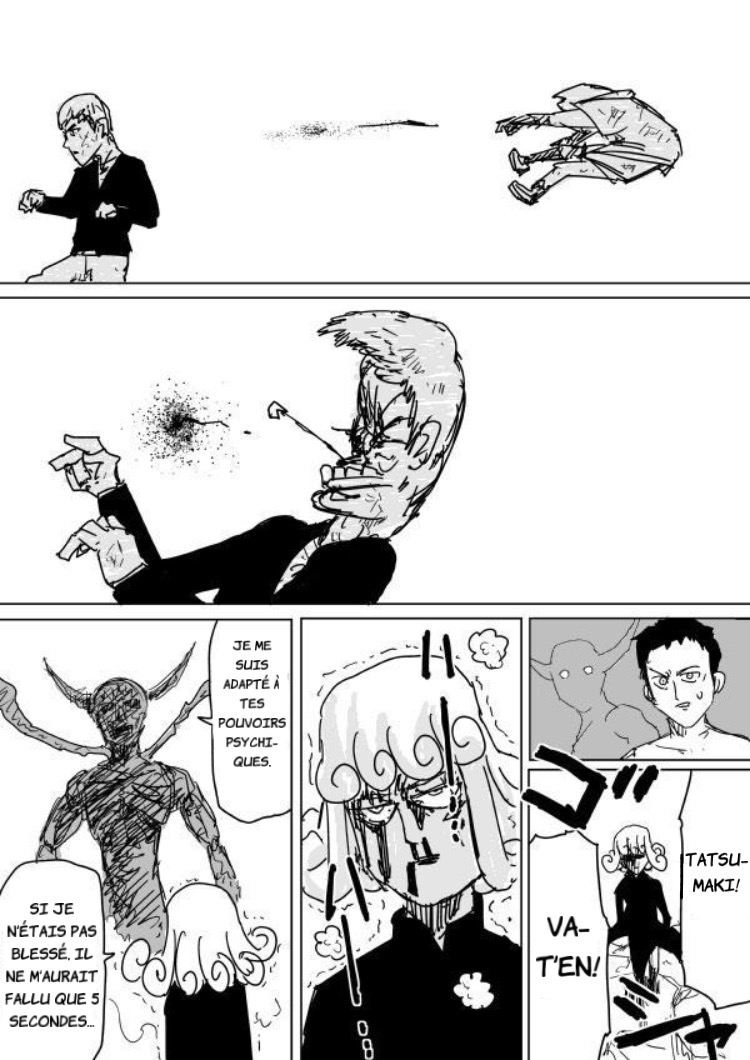 JE ME
SUIS
ADAPTÉ À
TES
POUVOIRS
PSYCHI-
QUES.
SI JE
N'ÉTAIS PAS
BLESSÉ. IL
NE M'AURAIT
FALLU QUE 5
SECONDES...
TATSU-
MAKI!
VA-
T'EN!